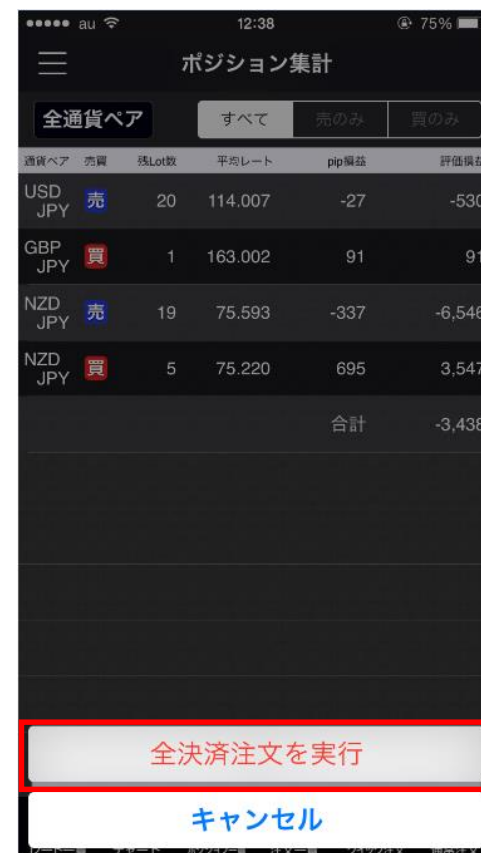 au 12:38 75%
ポジション集計
全通貨ペア すべて 売のみ 買のみ
通貨ペア 売買 残Lot数 平均レート pip損益 評価損益
USD JPY 売 20 114.007 -27 -530
GBP JPY 買 1 163.002 91 91
NZD JPY 売 19 75.593 -337 -6,546
NZD JPY 買 5 75.220 695 3,547
合計 -3,438
全決済注文を実行
キャンセル